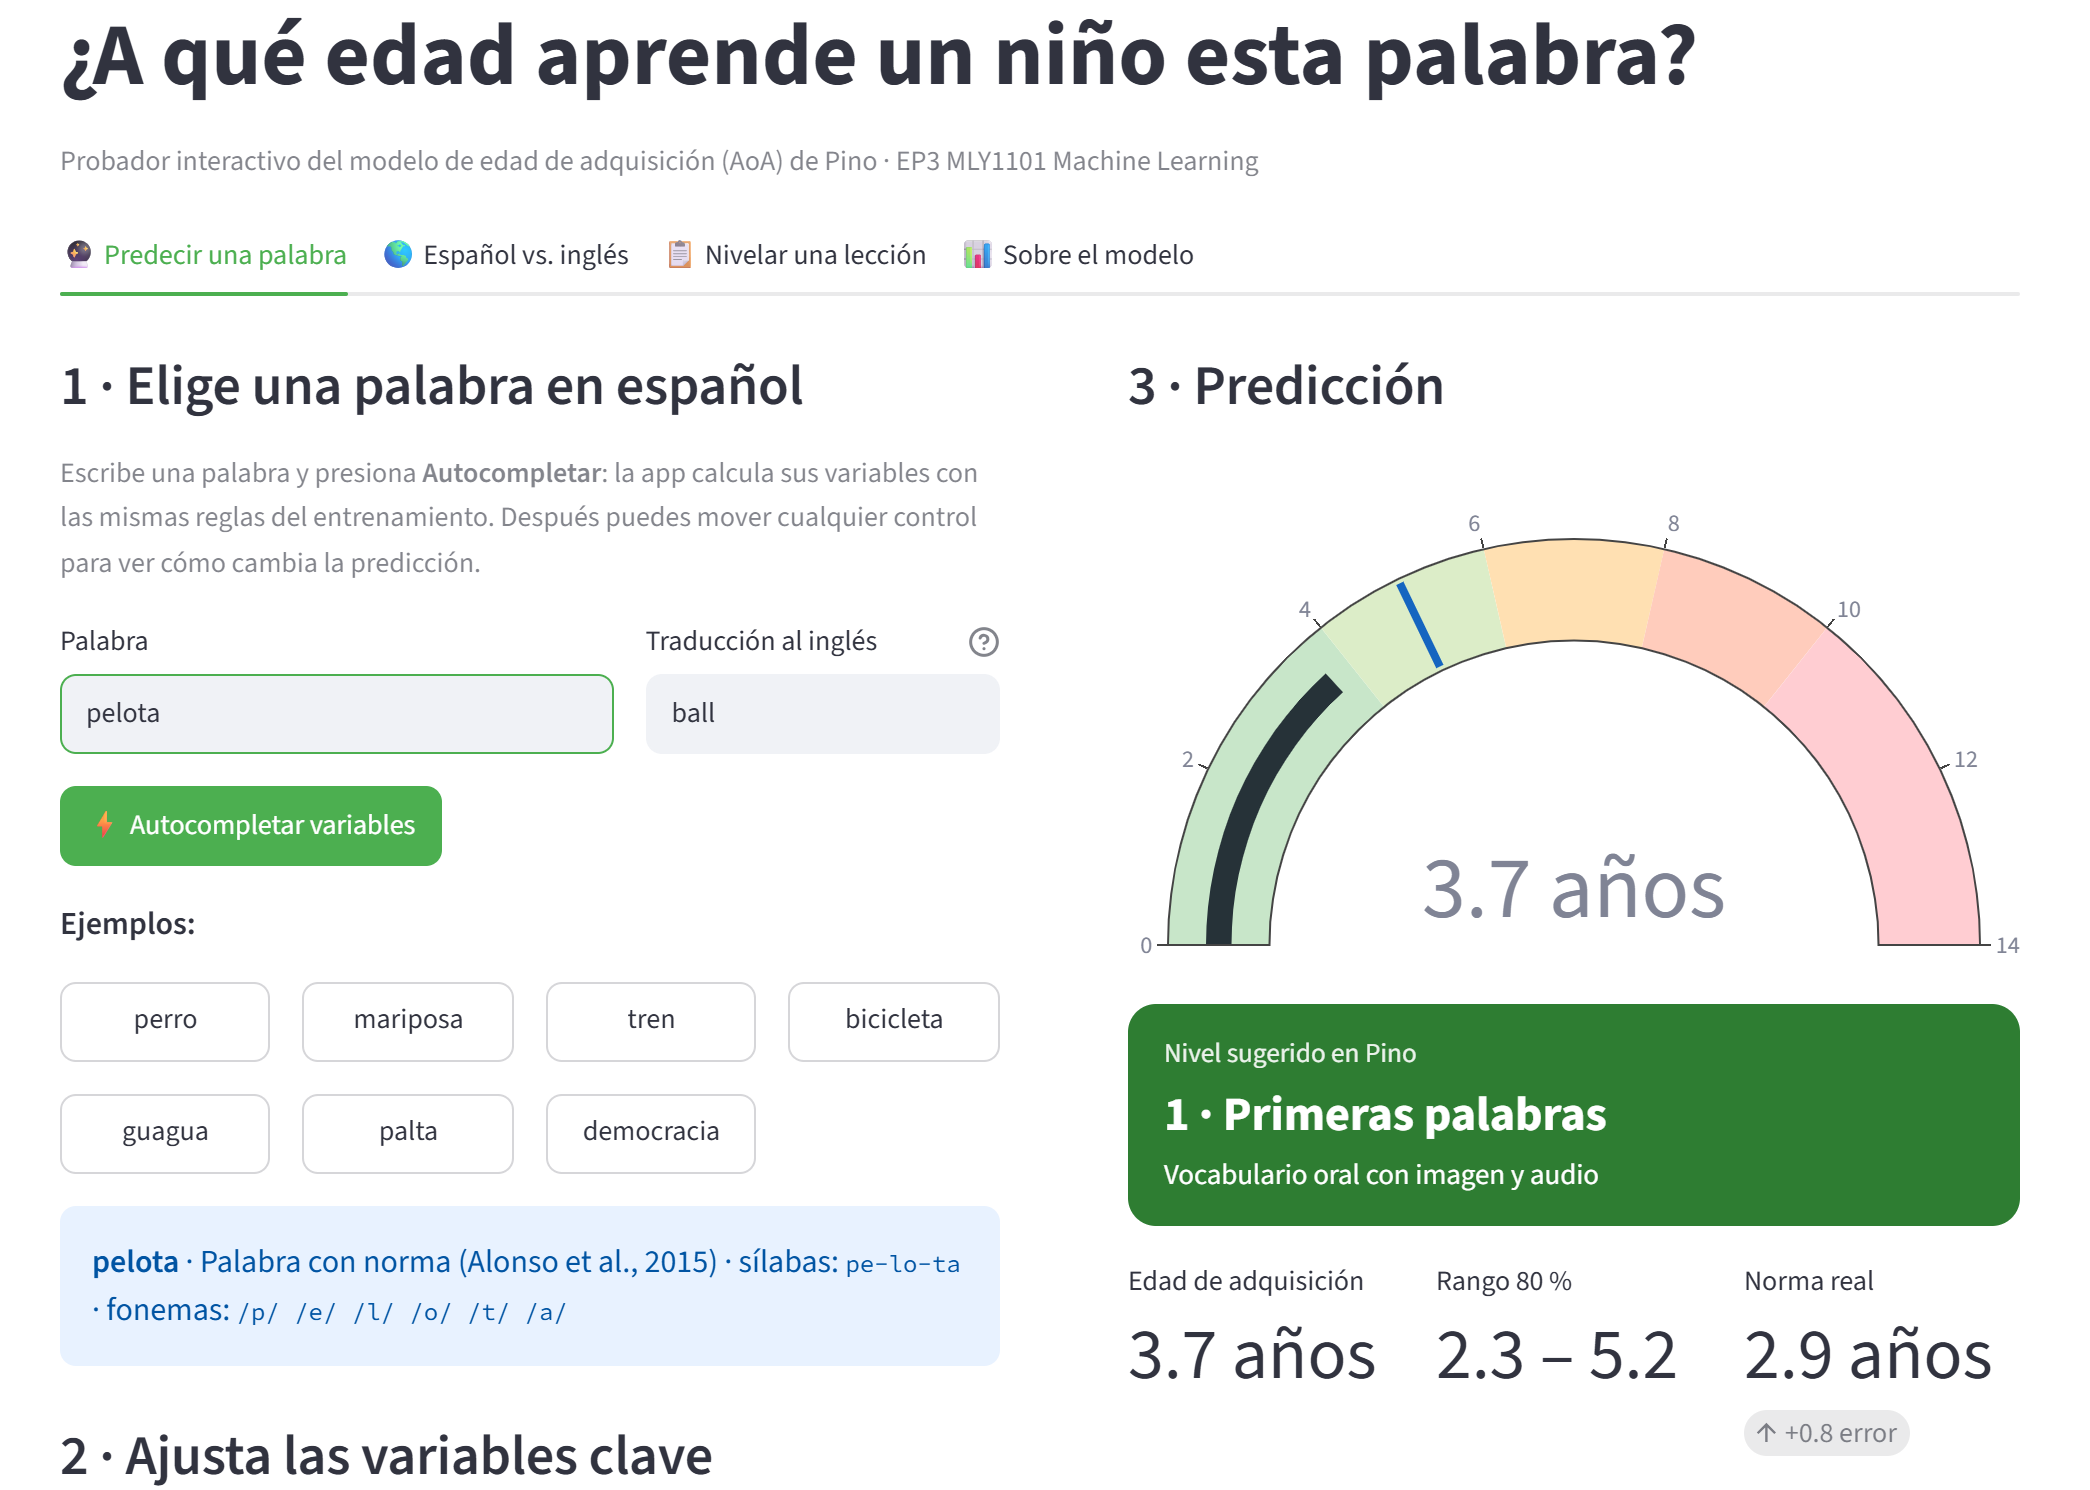 ¿A qué edad aprende un niño esta palabra?
Probador interactivo del modelo de edad de adquisición (AoA) de Pino · EP3 MLY1101 Machine Learning
Predecir una palabra
Español vs. inglés
Nivelar una lección
Sobre el modelo
1 · Elige una palabra en español
Escribe una palabra y presiona Autocompletar: la app calcula sus variables con
las mismas reglas del entrenamiento. Después puedes mover cualquier control
para ver cómo cambia la predicción.
Palabra
Traducción al inglés
pelota
ball
Autocompletar variables
Ejemplos:
perro
mariposa
tren
bicicleta
guagua
palta
democracia
pelota · Palabra con norma (Alonso et al., 2015) · sílabas: pe-lo-ta
· fonemas: /p/ /e/ /l/ /o/ /t/ /a/
2 · Ajusta las variables clave
3 · Predicción
0
2
4
6
8
10
12
14
3.7 años
Nivel sugerido en Pino
1 · Primeras palabras
Vocabulario oral con imagen y audio
Edad de adquisición
3.7 años
Rango 80 %
2.3 – 5.2
Norma real
2.9 años
↑ +0.8 error